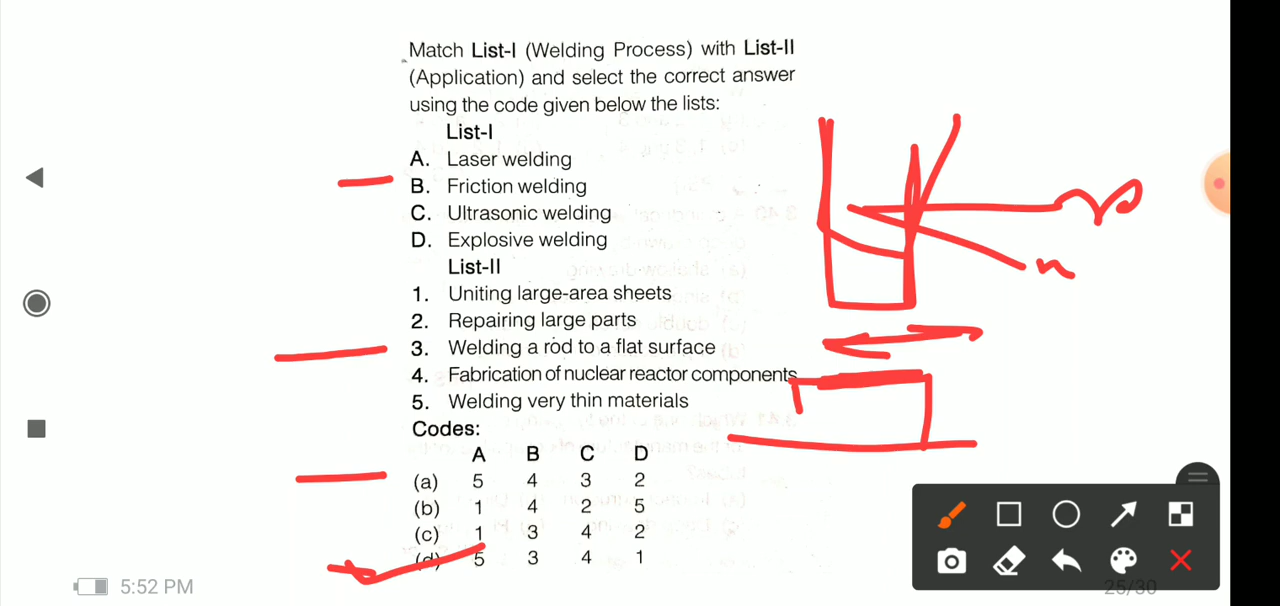 Match List-I (Welding Process) with List-II
(Application) and select the correct answer
using the code given below the lists:
List-I
A. Laser welding
B. Friction welding
C. Ultrasonic welding
D. Explosive welding
List-II
1. Uniting large-area sheets
2. Repairing large parts
3. Welding a rod to a flat surface
4. Fabrication of nuclear reactor components
5. Welding very thin materials
Codes:
A B C D
(a) 5 4 3 2
(b) 1 4 2 5
(c) 1 3 4 2
(d) 5 3 4 1
5:52 PM
25/30